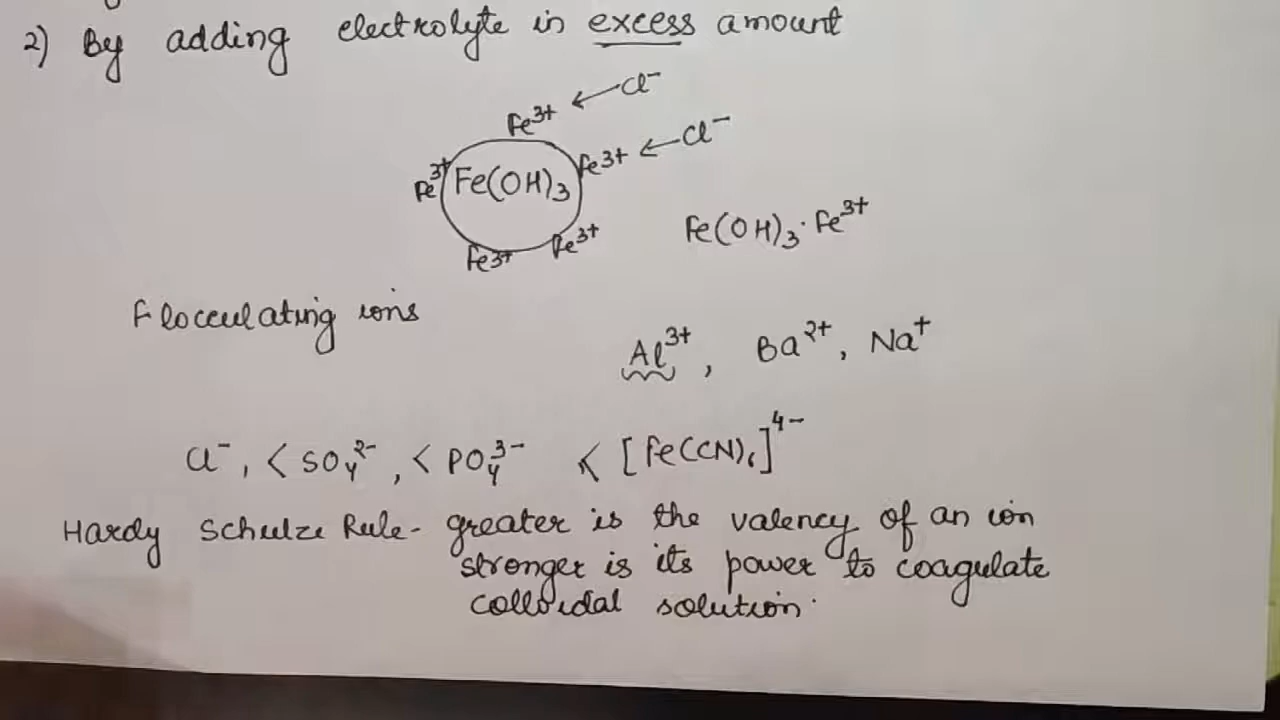 2) By adding electrolyte in excess amount
Fe³⁺ ← Cl⁻
Fe³⁺ ← Cl⁻
Fe³⁺ Fe(OH)₃
Fe³⁺ Fe³⁺
Fe(OH)₃·Fe³⁺
Flocculating ions
Al³⁺, Ba²⁺, Na⁺
Cl⁻, < SO₄²⁻, < PO₄³⁻ < [Fe(CN)₆]⁴⁻
Hardy Schulze Rule- greater is the valency of an ion
stronger is its power to coagulate
colloidal solution.